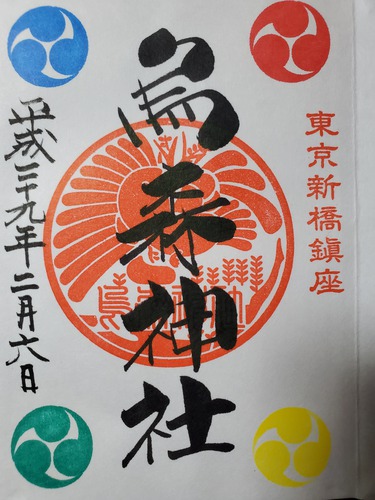 東京新橋鎮座
烏森神社
平成二十九年二月六日